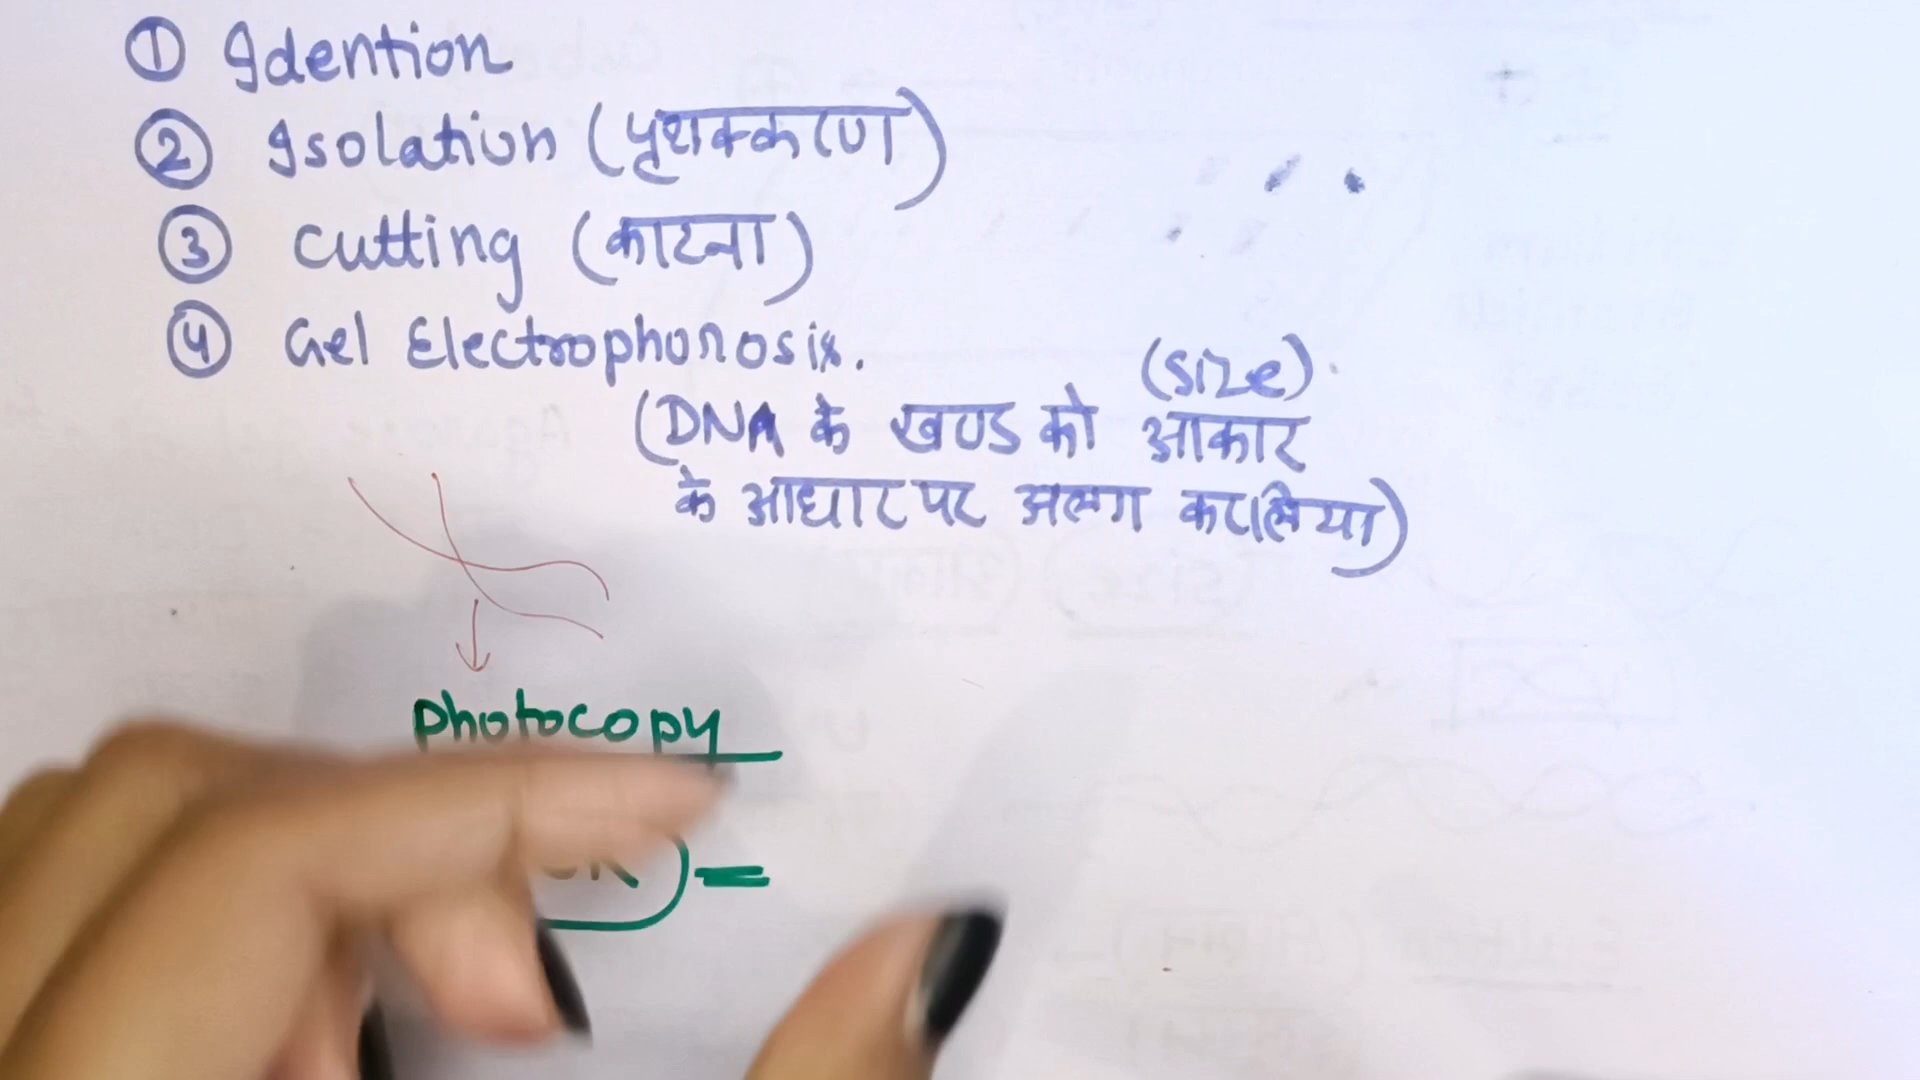 ① Idention
② Isolation (पृथक्करण)
③ Cutting (काटना)
④ Gel Electrophonosis.
(size)
(DNA के खण्ड को आकार
के आधार पर अलग करलिया)
Photocopy
=